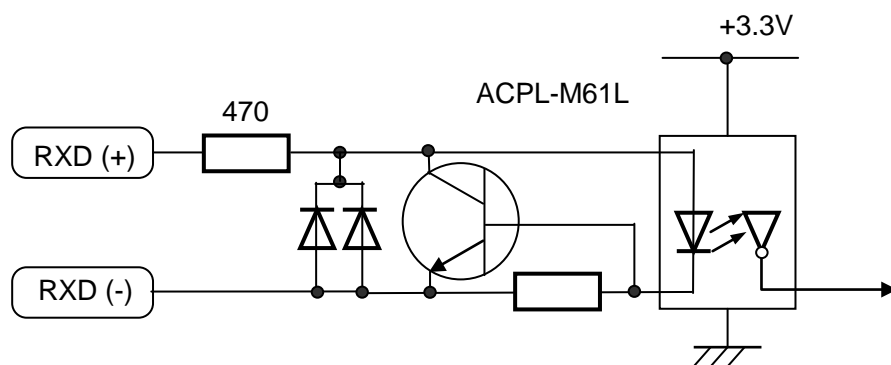 +3.3V
ACPL-M61L
470
RXD (+)
RXD (-)